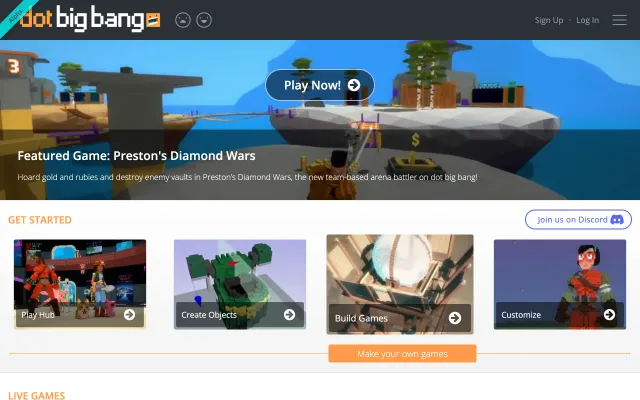 Alpha
dot big bang
Sign Up · Log In
3
Play Now!
$
Featured Game: Preston's Diamond Wars
Hoard gold and rubies and destroy enemy vaults in Preston's Diamond Wars, the new team-based arena battler on dot big bang!
GET STARTED
Join us on Discord
Play Hub
Create Objects
Build Games
Customize
Make your own games
LIVE GAMES